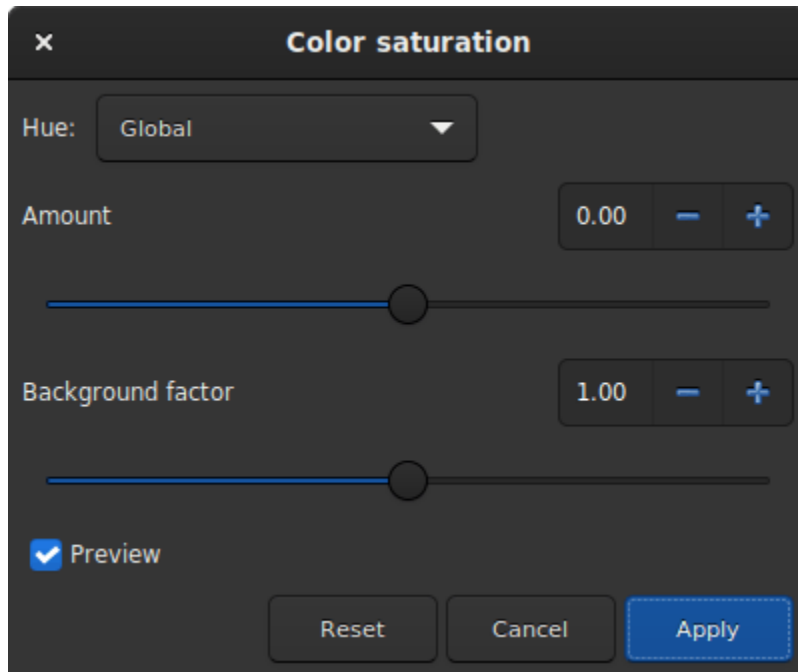 Color saturation
Hue: Global
Amount 0.00
Background factor 1.00
Preview
Reset Cancel Apply